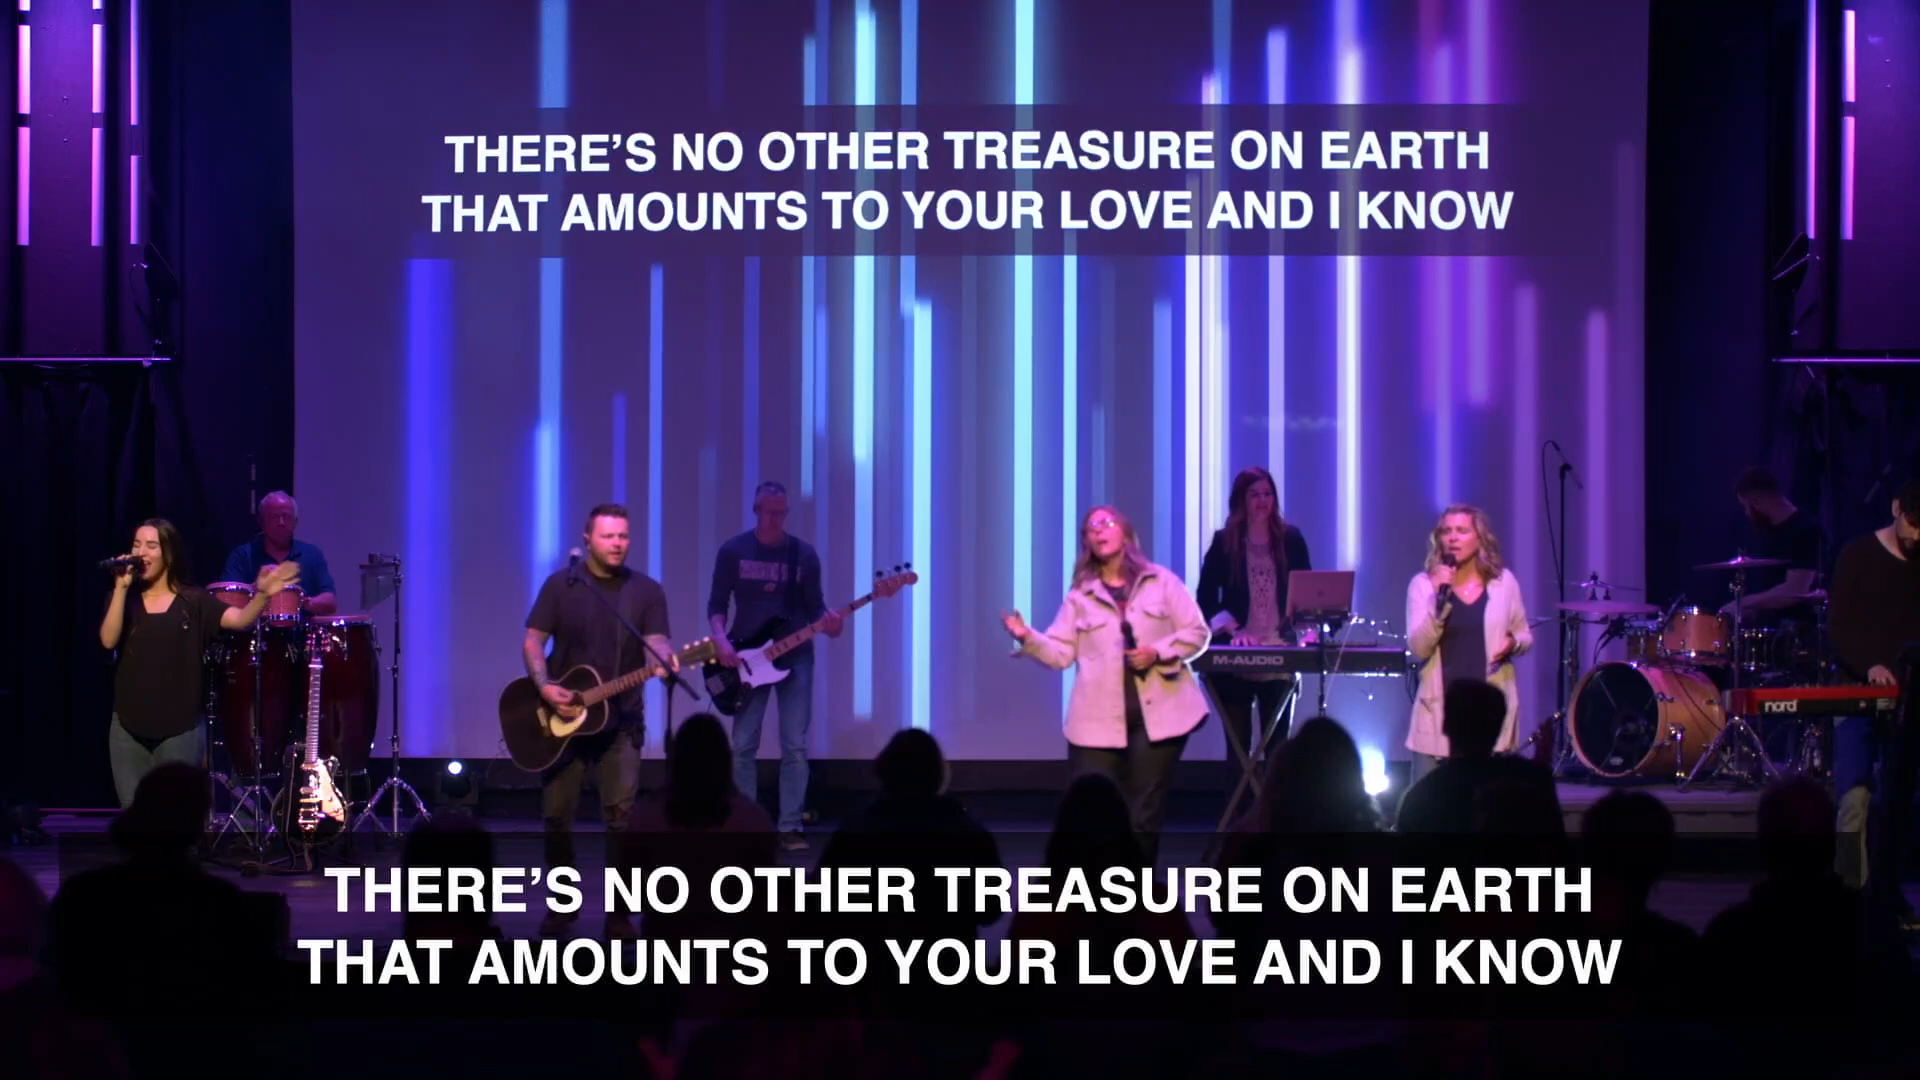 THERE'S NO OTHER TREASURE ON EARTH
THAT AMOUNTS TO YOUR LOVE AND I KNOW
M-AUDIO
nord
THERE'S NO OTHER TREASURE ON EARTH
THAT AMOUNTS TO YOUR LOVE AND I KNOW